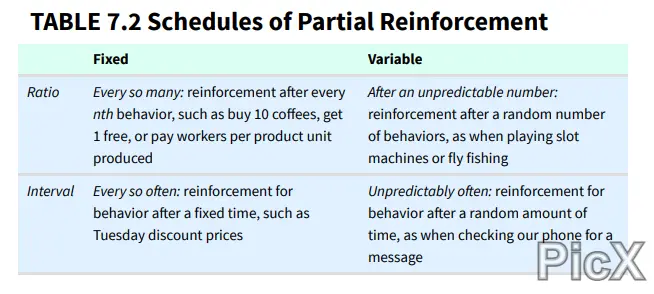 TABLE 7.2 Schedules of Partial Reinforcement
Fixed Variable
Ratio Every so many: reinforcement after every After an unpredictable number:
nth behavior, such as buy 10 coffees, get reinforcement after a random number
1 free, or pay workers per product unit of behaviors, as when playing slot
produced machines or fly fishing
Interval Every so often: reinforcement for Unpredictably often: reinforcement for
behavior after a fixed time, such as behavior after a random amount of
Tuesday discount prices time, as when checking our phone for a
message
PicX